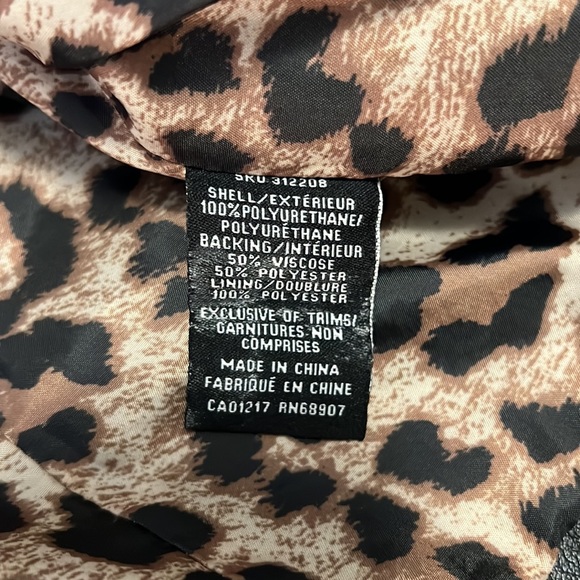 SKU 312208
SHELL/EXTÉRIEUR
100%POLYURETHANE/
POLYURÉTHANE
BACKING/INTÉRIEUR
50% VISCOSE
50% POLYESTER
LINING/DOUBLURE
100% POLYESTER
EXCLUSIVE OF TRIMS/
GARNITURES NON
COMPRISES
MADE IN CHINA
FABRIQUÉ EN CHINE
CA01217 RN68907